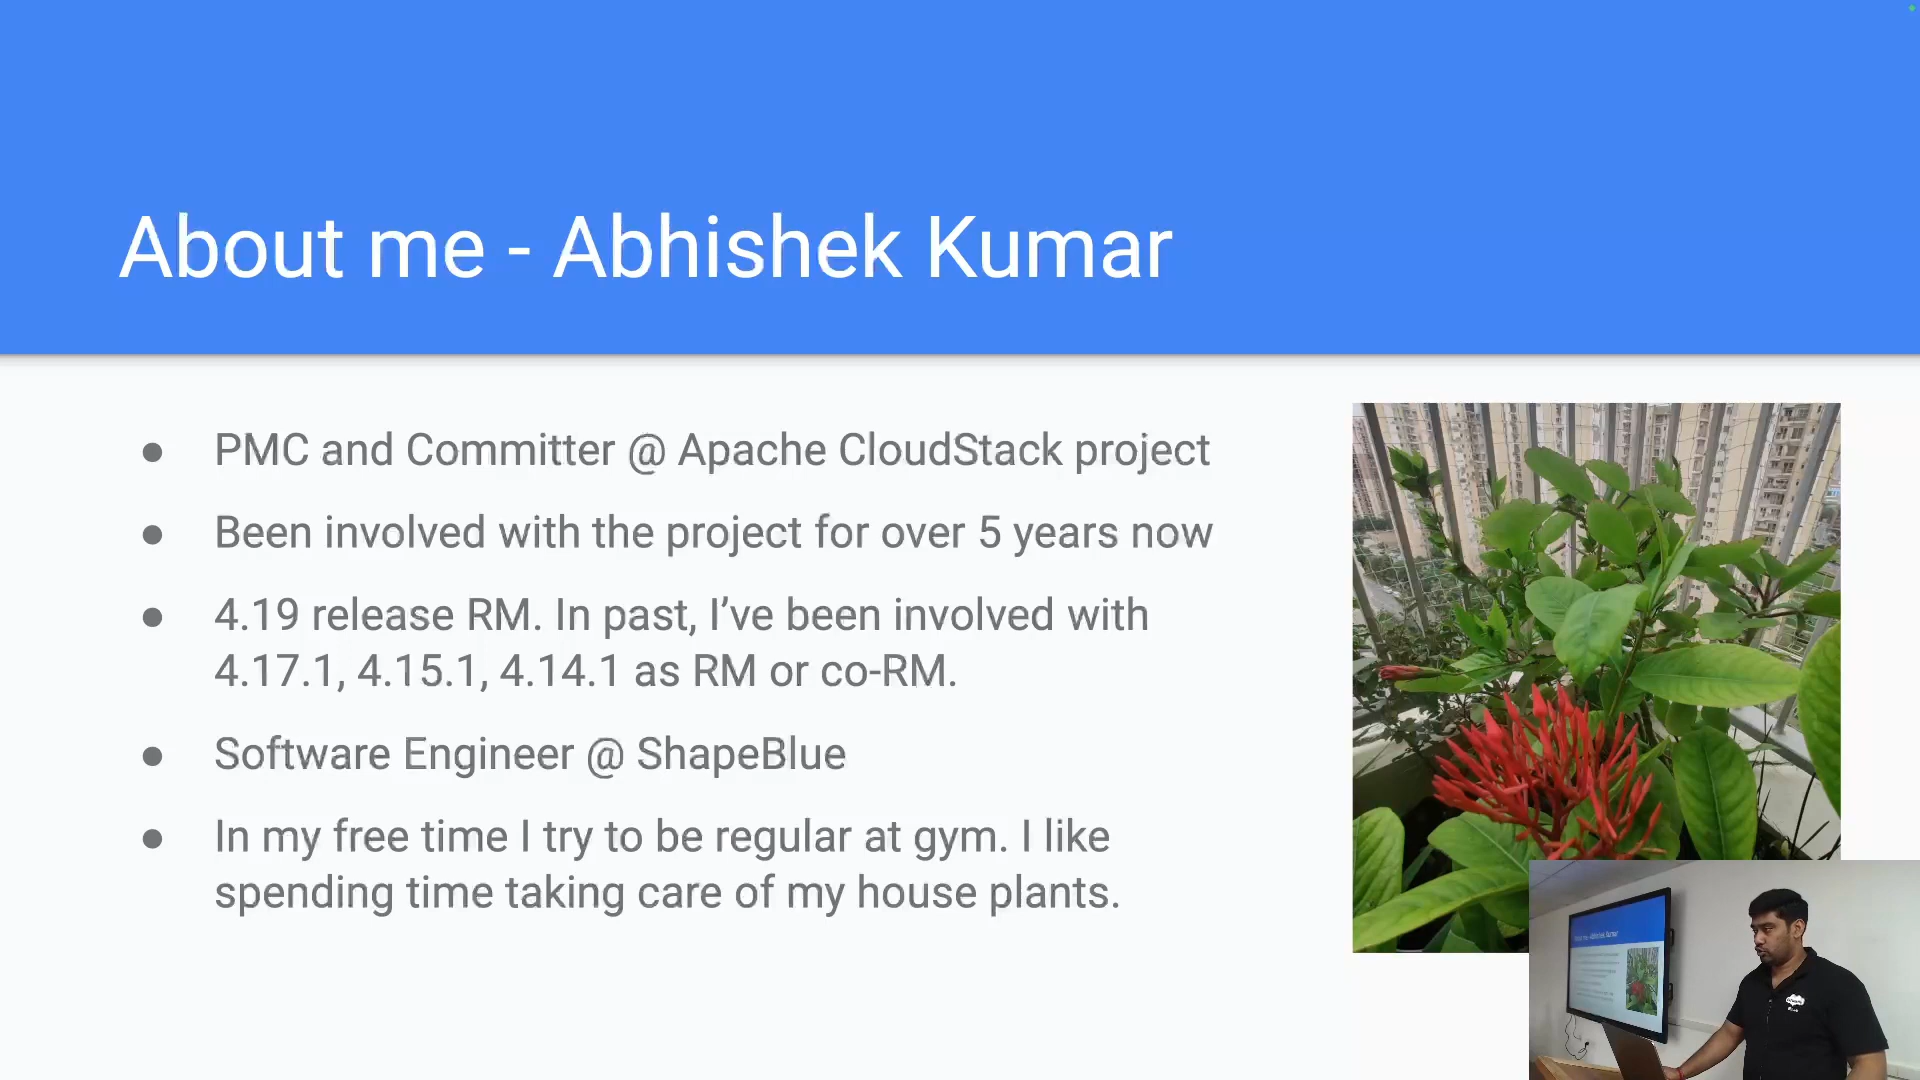 About me - Abhishek Kumar
● PMC and Committer @ Apache CloudStack project
● Been involved with the project for over 5 years now
● 4.19 release RM. In past, I’ve been involved with
4.17.1, 4.15.1, 4.14.1 as RM or co-RM.
● Software Engineer @ ShapeBlue
● In my free time I try to be regular at gym. I like
spending time taking care of my house plants.